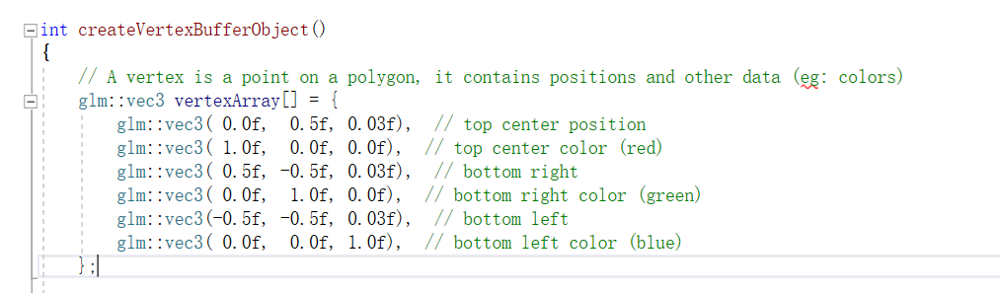 int createVertexBufferObject()
{
    // A vertex is a point on a polygon, it contains positions and other data (eg: colors)
    glm::vec3 vertexArray[] = {
        glm::vec3( 0.0f,  0.5f, 0.03f),  // top center position
        glm::vec3( 1.0f,  0.0f, 0.0f),  // top center color (red)
        glm::vec3( 0.5f, -0.5f, 0.03f),  // bottom right
        glm::vec3( 0.0f,  1.0f, 0.0f),  // bottom right color (green)
        glm::vec3(-0.5f, -0.5f, 0.03f),  // bottom left
        glm::vec3( 0.0f,  0.0f, 1.0f),  // bottom left color (blue)
    };